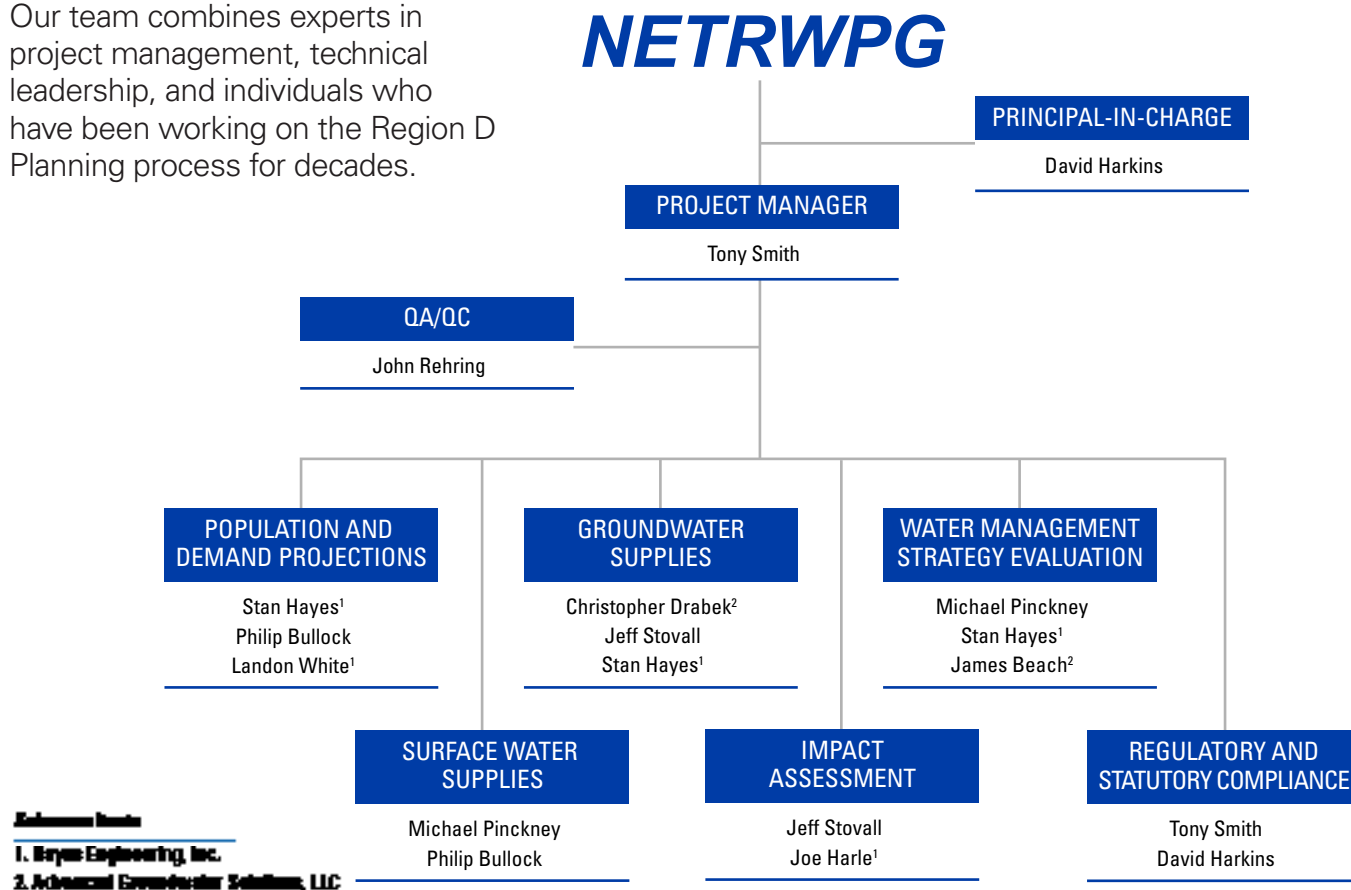 Our team combines experts in
project management, technical
leadership, and individuals who
have been working on the Region D
Planning process for decades.
NETRWPG
PRINCIPAL-IN-CHARGE
David Harkins
PROJECT MANAGER
Tony Smith
QA/QC
John Rehring
POPULATION AND
DEMAND PROJECTIONS
Stan Hayes¹
Philip Bullock
Landon White¹
GROUNDWATER
SUPPLIES
Christopher Drabek²
Jeff Stovall
Stan Hayes¹
WATER MANAGEMENT
STRATEGY EVALUATION
Michael Pinckney
Stan Hayes¹
James Beach²
SURFACE WATER
SUPPLIES
Michael Pinckney
Philip Bullock
IMPACT
ASSESSMENT
Jeff Stovall
Joe Harle¹
REGULATORY AND
STATUTORY COMPLIANCE
Tony Smith
David Harkins
1. Hayes Engineering, Inc.
2. Advanced Groundwater Solutions, LLC